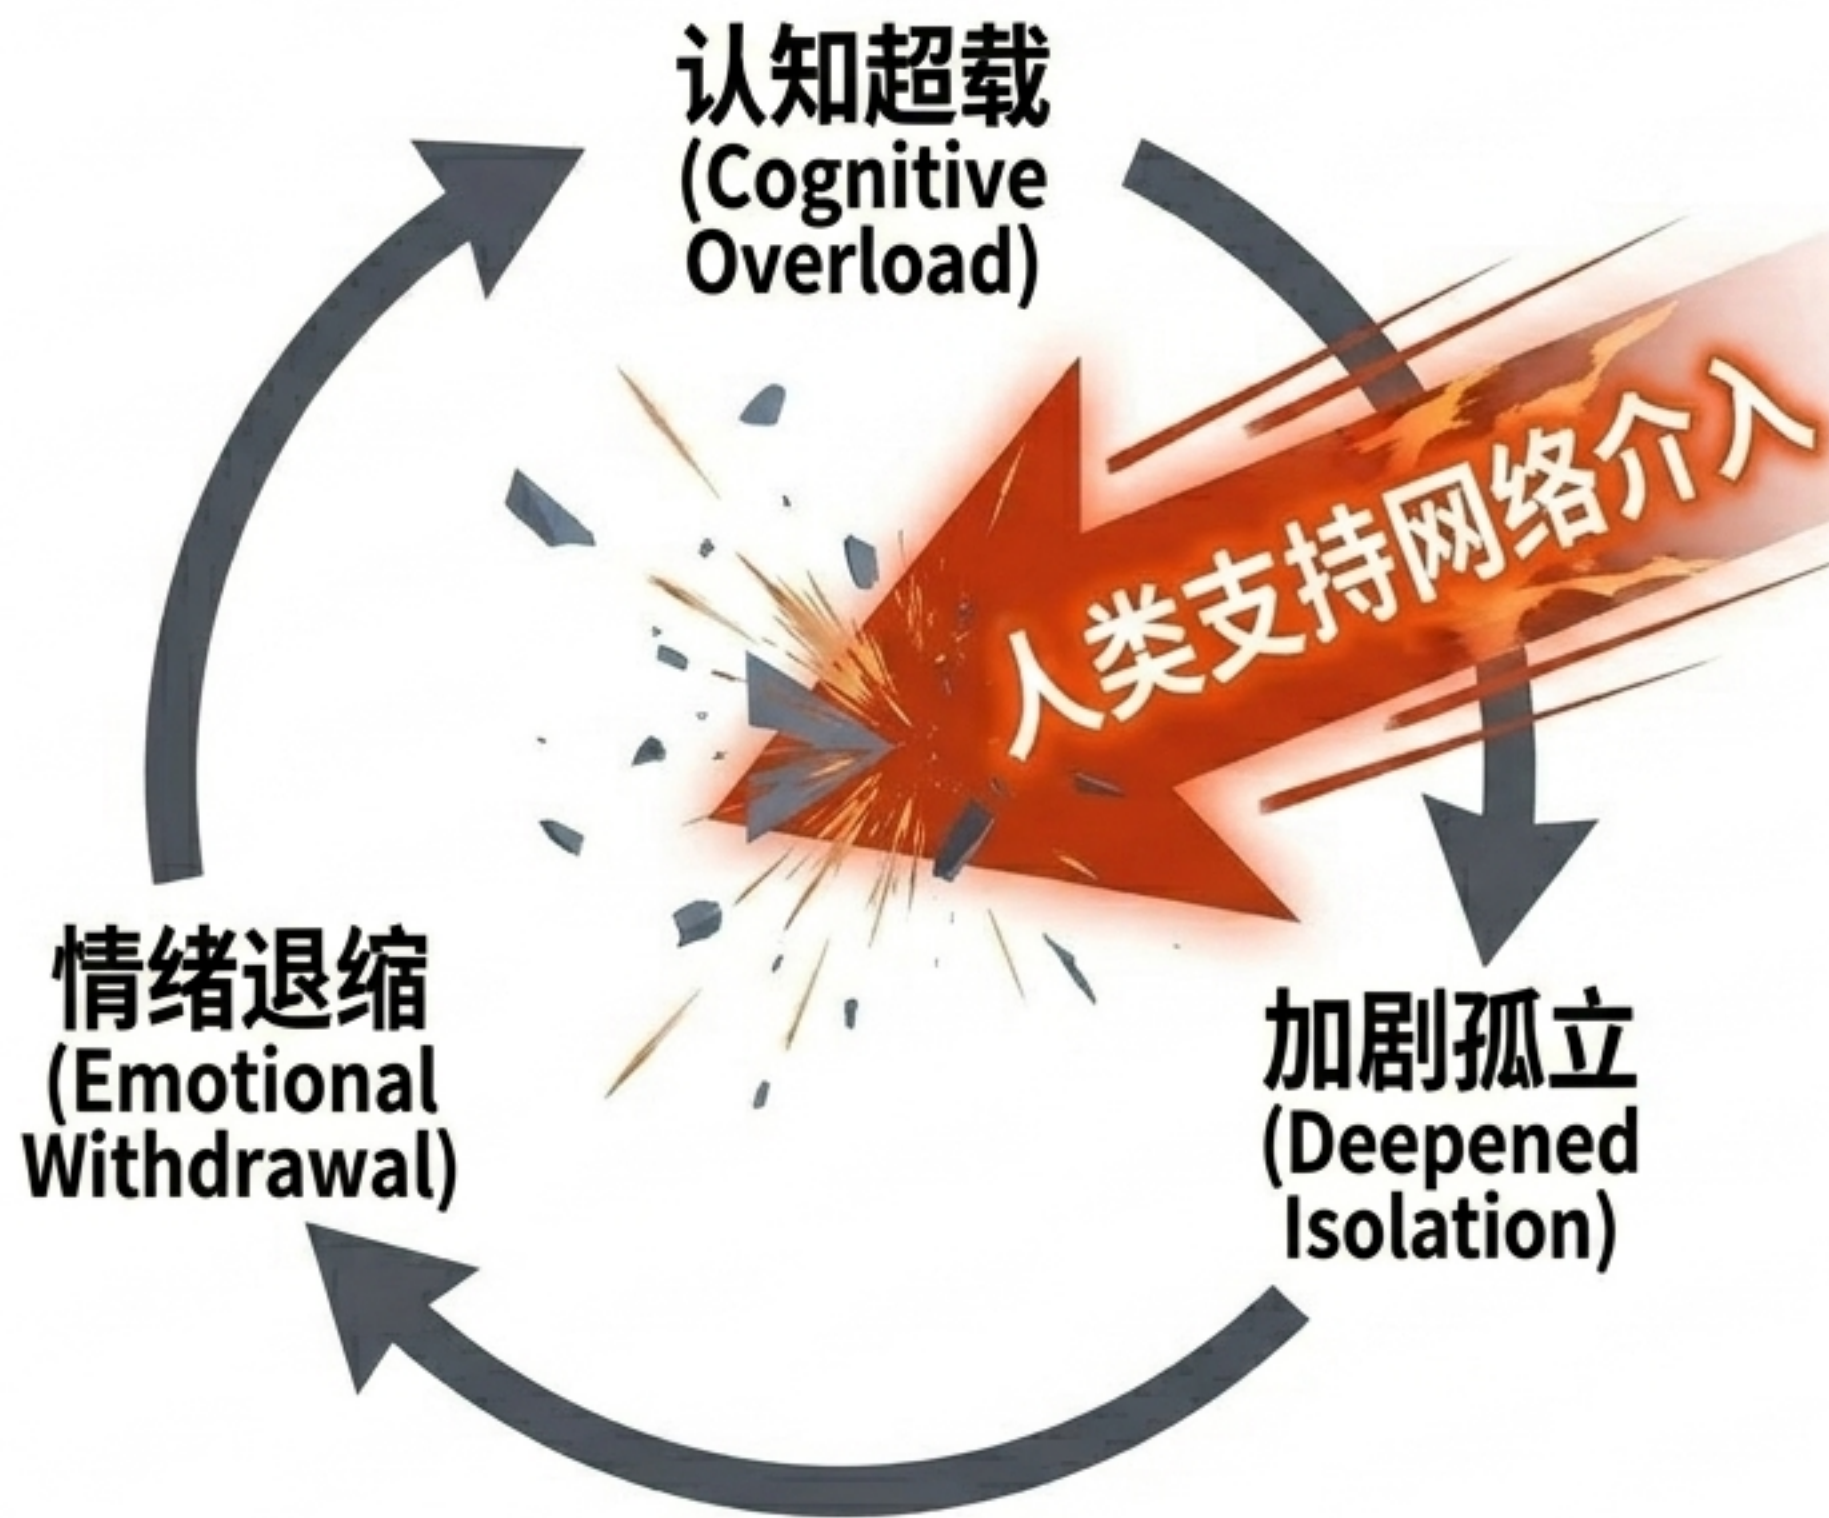 认知超载
(Cognitive
Overload)
人类支持网络介入
情绪退缩
(Emotional
Withdrawal)
加剧孤立
(Deepened
Isolation)